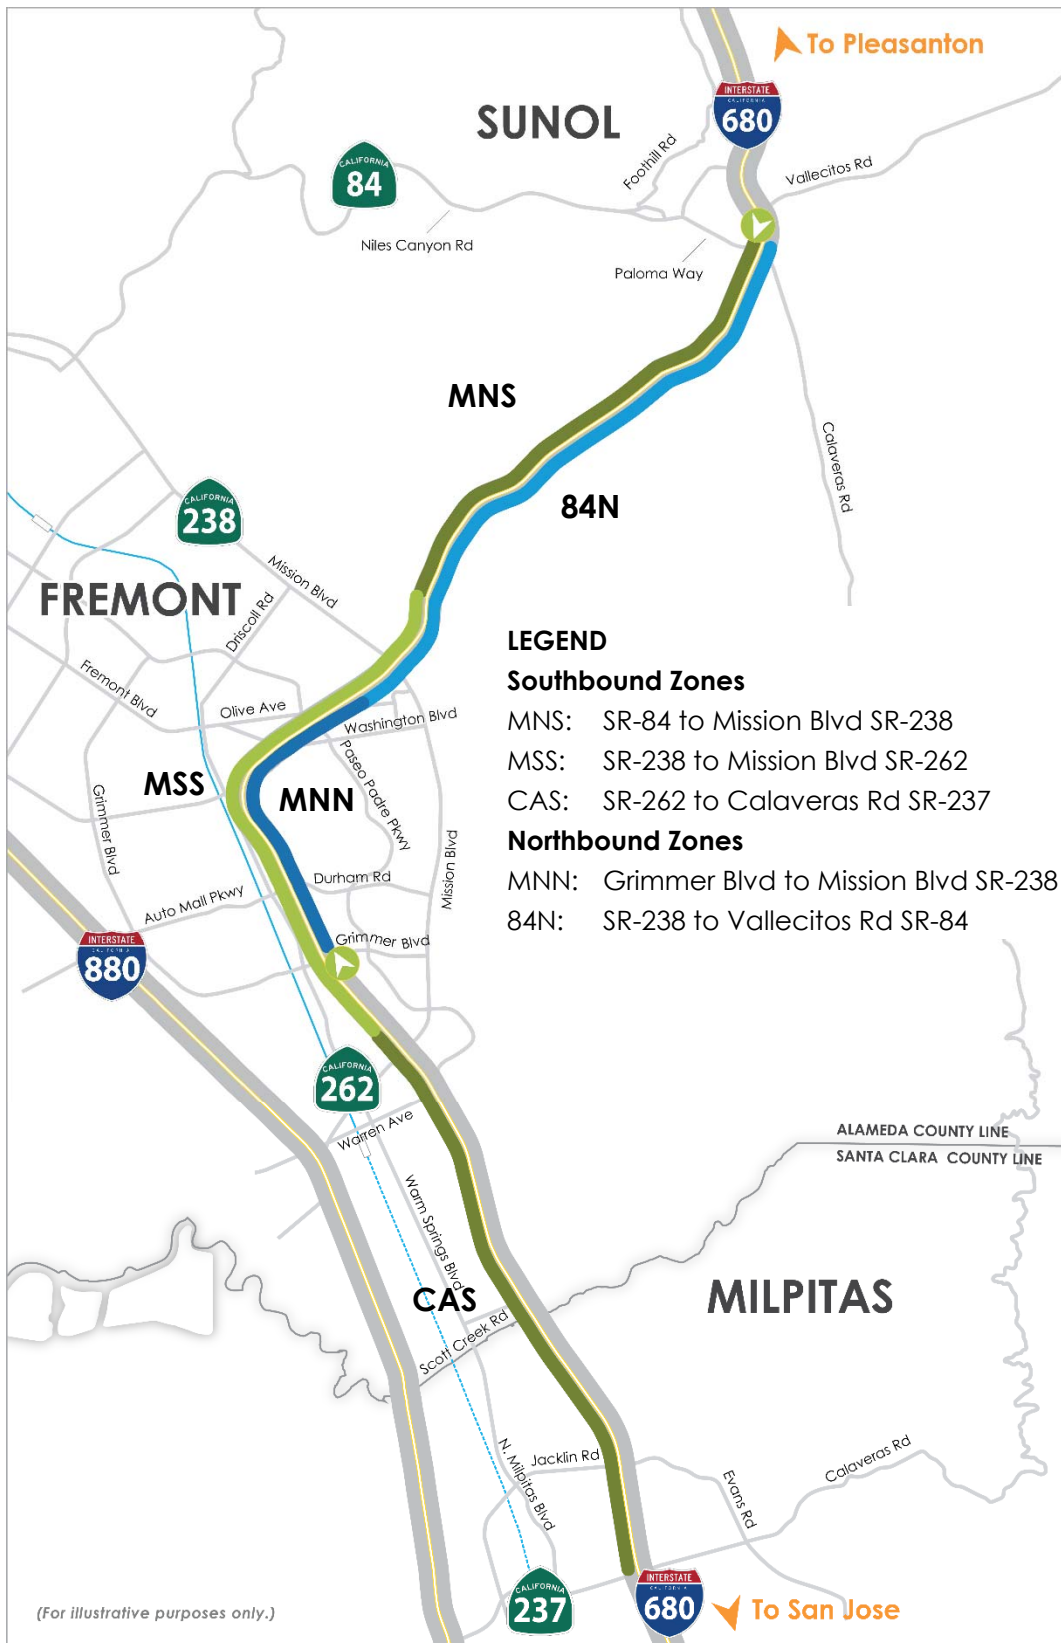 To Pleasanton
INTERSTATE
CALIFORNIA
680
SUNOL
Foothill Rd
Vallecitos Rd
CALIFORNIA
84
Niles Canyon Rd
Paloma Way
MNS
84N
Calaveras Rd
CALIFORNIA
238
Mission Blvd
FREMONT
Driscoll Rd
Fremont Blvd
Olive Ave
Washington Blvd
MSS
MNN
Paseo Padre Pkwy
Grimmer Blvd
Mission Blvd
Durham Rd
Auto Mall Pkwy
Grimmer Blvd
INTERSTATE
CALIFORNIA
880
LEGEND
Southbound Zones
MNS: SR-84 to Mission Blvd SR-238
MSS: SR-238 to Mission Blvd SR-262
CAS: SR-262 to Calaveras Rd SR-237
Northbound Zones
MNN: Grimmer Blvd to Mission Blvd SR-238
84N: SR-238 to Vallecitos Rd SR-84
CALIFORNIA
262
Warren Ave
ALAMEDA COUNTY LINE
SANTA CLARA COUNTY LINE
Warm Springs Blvd
CAS
MILPITAS
Scott Creek Rd
N. Milpitas Blvd
Jacklin Rd
Evans Rd
Calaveras Rd
CALIFORNIA
237
INTERSTATE
CALIFORNIA
680
To San Jose
(For illustrative purposes only.)